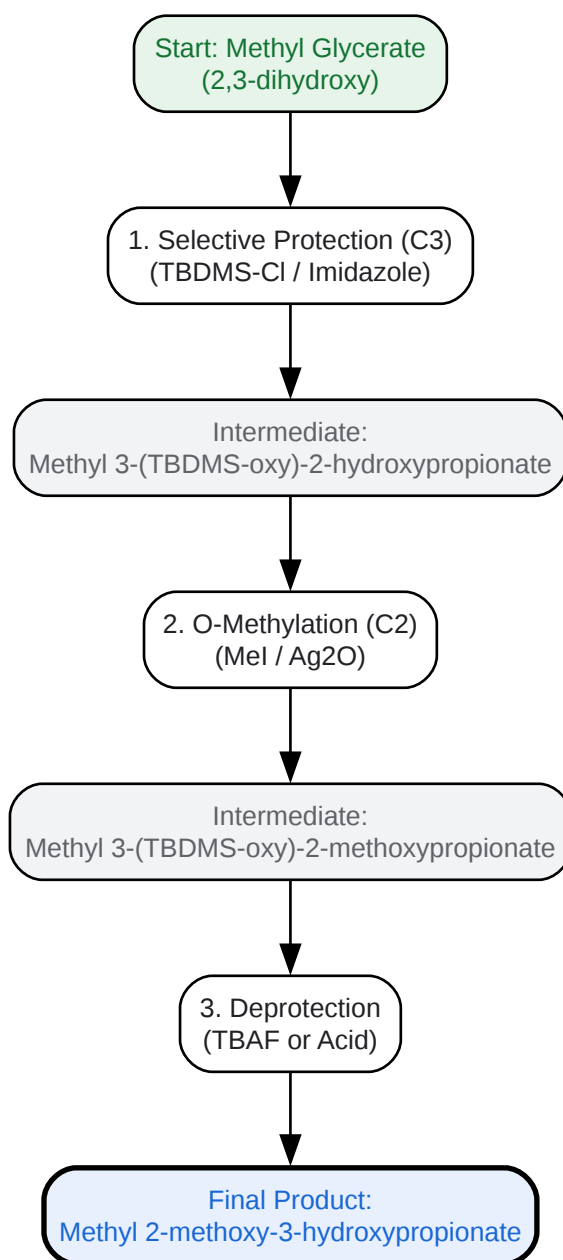 Start: Methyl Glycerate
(2,3-dihydroxy)
1. Selective Protection (C3)
(TBDMS-Cl / Imidazole)
Intermediate:
Methyl 3-(TBDMS-oxy)-2-hydroxypropionate
2. O-Methylation (C2)
(MeI / Ag2O)
Intermediate:
Methyl 3-(TBDMS-oxy)-2-methoxypropionate
3. Deprotection
(TBAF or Acid)
Final Product:
Methyl 2-methoxy-3-hydroxypropionate